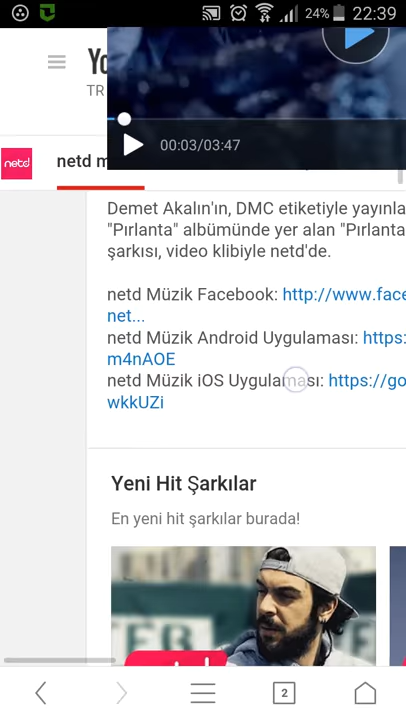 24% 22:39
TR
00:03/03:47
netd
netd m
Demet Akalın'ın, DMC etiketiyle yayınla
"Pırlanta" albümünde yer alan "Pırlanta
şarkısı, video klibiyle netd'de.
netd Müzik Facebook: http://www.face
net...
netd Müzik Android Uygulaması: https:
m4nAOE
netd Müzik iOS Uygulaması: https://go
wkkUZi
Yeni Hit Şarkılar
En yeni hit şarkılar burada!
2